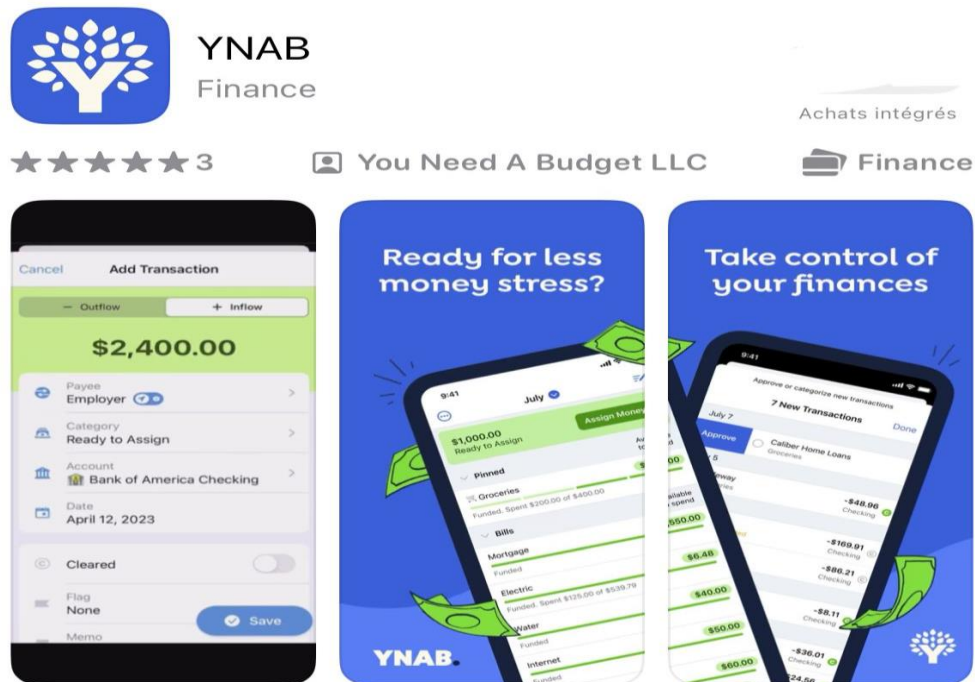 YNAB
Finance
Achats intégrés
3
You Need A Budget LLC
Finance
Cancel
Add Transaction
− Outflow
+ Inflow
$2,400.00
Payee
Employer
Category
Ready to Assign
Account
Bank of America Checking
Date
April 12, 2023
Cleared
Flag
None
Save
Memo
Ready for less
money stress?
9:41
July
$1,000.00
Ready to Assign
Assign Money
Pinned
Groceries
Funded. Spent $200.00 of $400.00
Bills
Mortgage
Funded
Electric
Funded. Spent $125.00 of $539.79
Water
Funded
Internet
Funded
YNAB.
Take control of
your finances
9:41
Approve or categorize new transactions
7 New Transactions
Done
July 7
Approve
Caliber Home Loans
Groceries
-$48.96
Checking
-$169.91
Checking
-$86.21
Checking
-$8.11
Checking
-$36.01
Checking
$6.48
$40.00
$50.00
$60.00